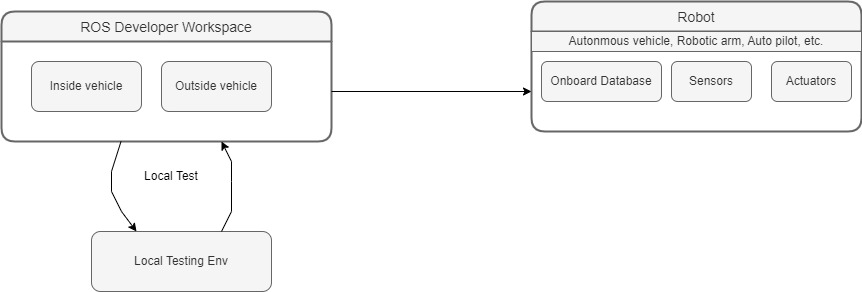 ROS Developer Workspace
Inside vehicle
Outside vehicle
Local Test
Local Testing Env
Robot
Autonmous vehicle, Robotic arm, Auto pilot, etc.
Onboard Database
Sensors
Actuators